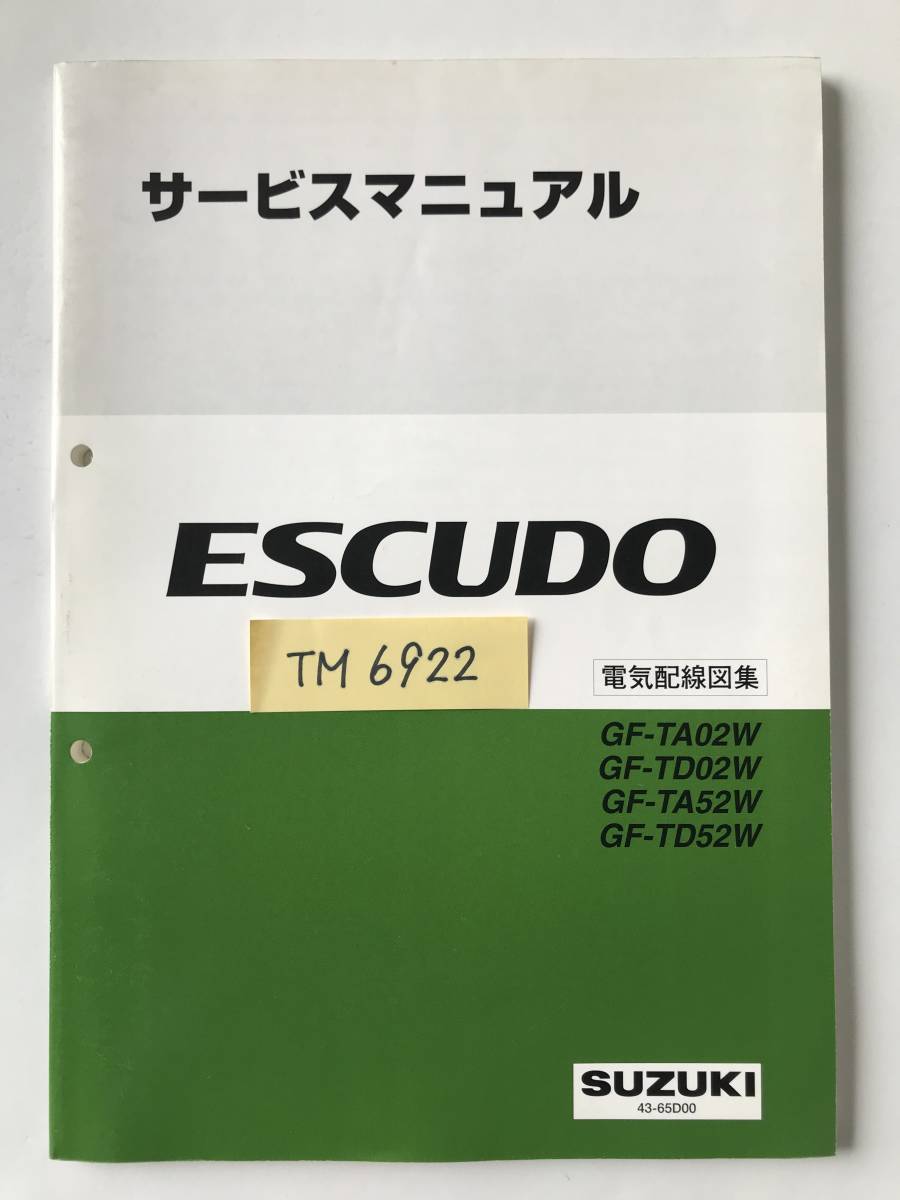 サービスマニュアル
ESCUDO
TM 6922
電気配線図集
GF-TA02W
GF-TD02W
GF-TA52W
GF-TD52W
SUZUKI
43-65D00